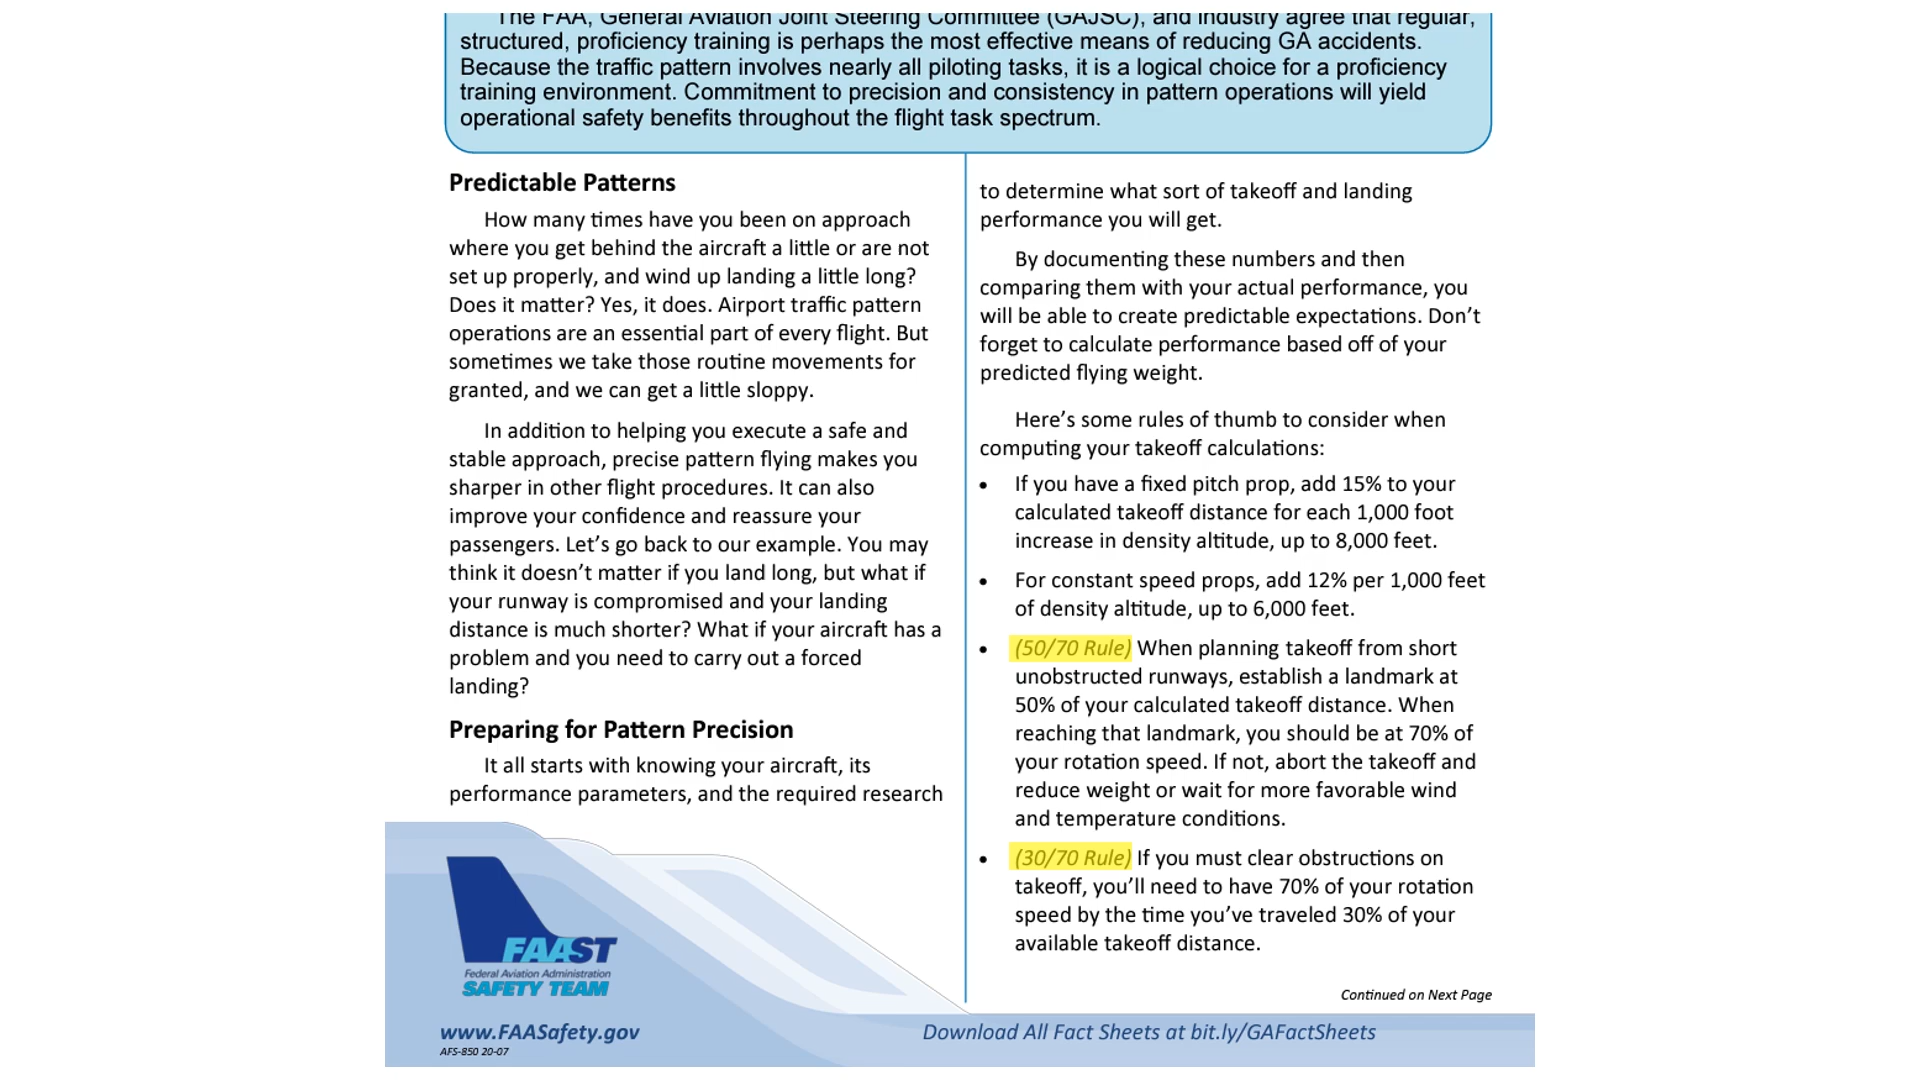 The FAA, General Aviation Joint Steering Committee (GAJSC), and industry agree that regular,
structured, proficiency training is perhaps the most effective means of reducing GA accidents.
Because the traffic pattern involves nearly all piloting tasks, it is a logical choice for a proficiency
training environment. Commitment to precision and consistency in pattern operations will yield
operational safety benefits throughout the flight task spectrum.
Predictable Patterns
How many times have you been on approach
where you get behind the aircraft a little or are not
set up properly, and wind up landing a little long?
Does it matter? Yes, it does. Airport traffic pattern
operations are an essential part of every flight. But
sometimes we take those routine movements for
granted, and we can get a little sloppy.
In addition to helping you execute a safe and
stable approach, precise pattern flying makes you
sharper in other flight procedures. It can also
improve your confidence and reassure your
passengers. Let’s go back to our example. You may
think it doesn’t matter if you land long, but what if
your runway is compromised and your landing
distance is much shorter? What if your aircraft has a
problem and you need to carry out a forced
landing?
Preparing for Pattern Precision
It all starts with knowing your aircraft, its
performance parameters, and the required research
to determine what sort of takeoff and landing
performance you will get.
By documenting these numbers and then
comparing them with your actual performance, you
will be able to create predictable expectations. Don’t
forget to calculate performance based off of your
predicted flying weight.
Here’s some rules of thumb to consider when
computing your takeoff calculations:
• If you have a fixed pitch prop, add 15% to your
calculated takeoff distance for each 1,000 foot
increase in density altitude, up to 8,000 feet.
• For constant speed props, add 12% per 1,000 feet
of density altitude, up to 6,000 feet.
• (50/70 Rule) When planning takeoff from short
unobstructed runways, establish a landmark at
50% of your calculated takeoff distance. When
reaching that landmark, you should be at 70% of
your rotation speed. If not, abort the takeoff and
reduce weight or wait for more favorable wind
and temperature conditions.
• (30/70 Rule) If you must clear obstructions on
takeoff, you’ll need to have 70% of your rotation
speed by the time you’ve traveled 30% of your
available takeoff distance.
Continued on Next Page
FAAST
Federal Aviation Administration
SAFETY TEAM
www.FAASafety.gov
AFS-850 20-07
Download All Fact Sheets at bit.ly/GAFactSheets